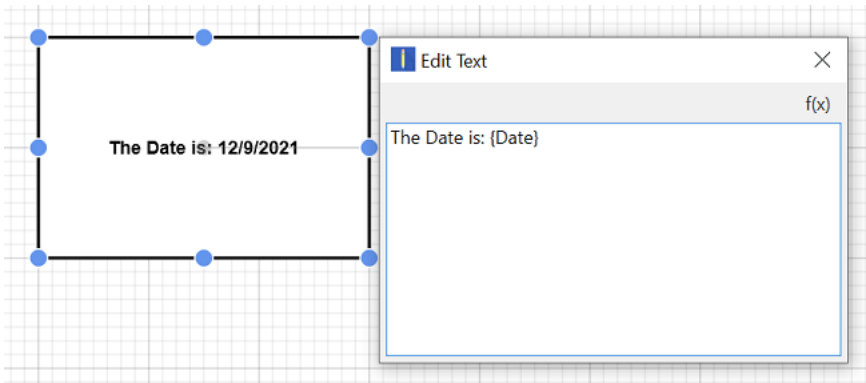 The Date is: 12/9/2021
Edit Text
f(x)
The Date is: {Date}